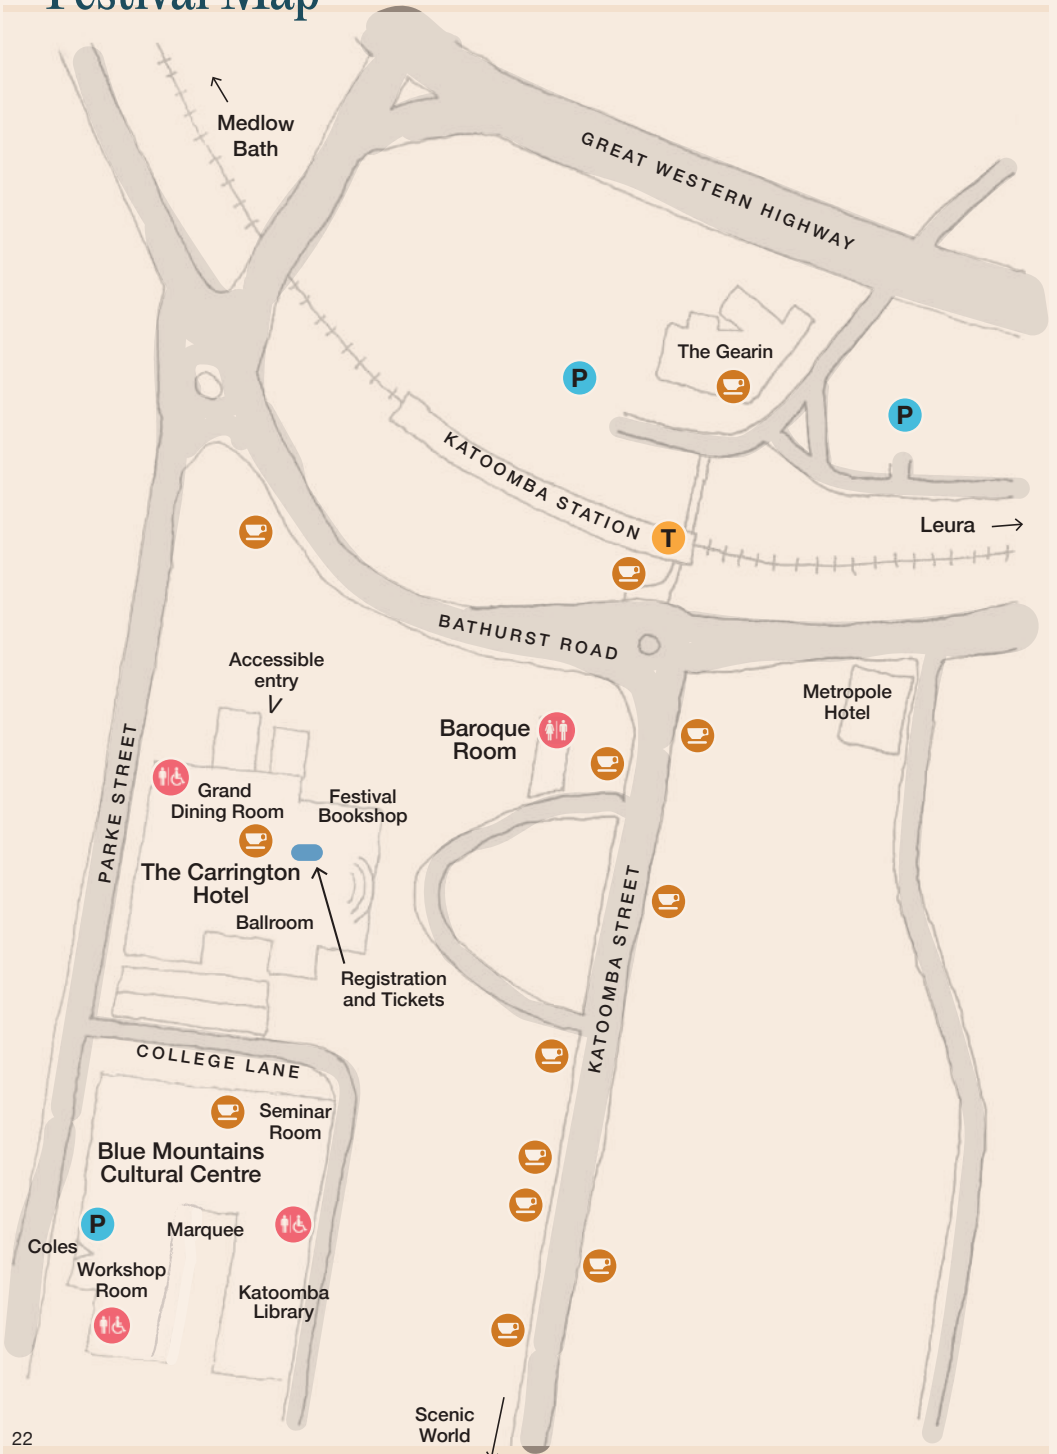 Festival Map
Medlow
Bath
GREAT WESTERN HIGHWAY
The Gearin
P
P
KATOOMBA STATION
T
Leura
BATHURST ROAD
Accessible
entry
Metropole
Hotel
Baroque
Room
PARKE STREET
Grand
Dining Room
Festival
Bookshop
The Carrington
Hotel
Ballroom
Registration
and Tickets
KATOOMBA STREET
COLLEGE LANE
Seminar
Room
Blue Mountains
Cultural Centre
P
Marquee
Coles
Workshop
Room
Katoomba
Library
Scenic
World
22